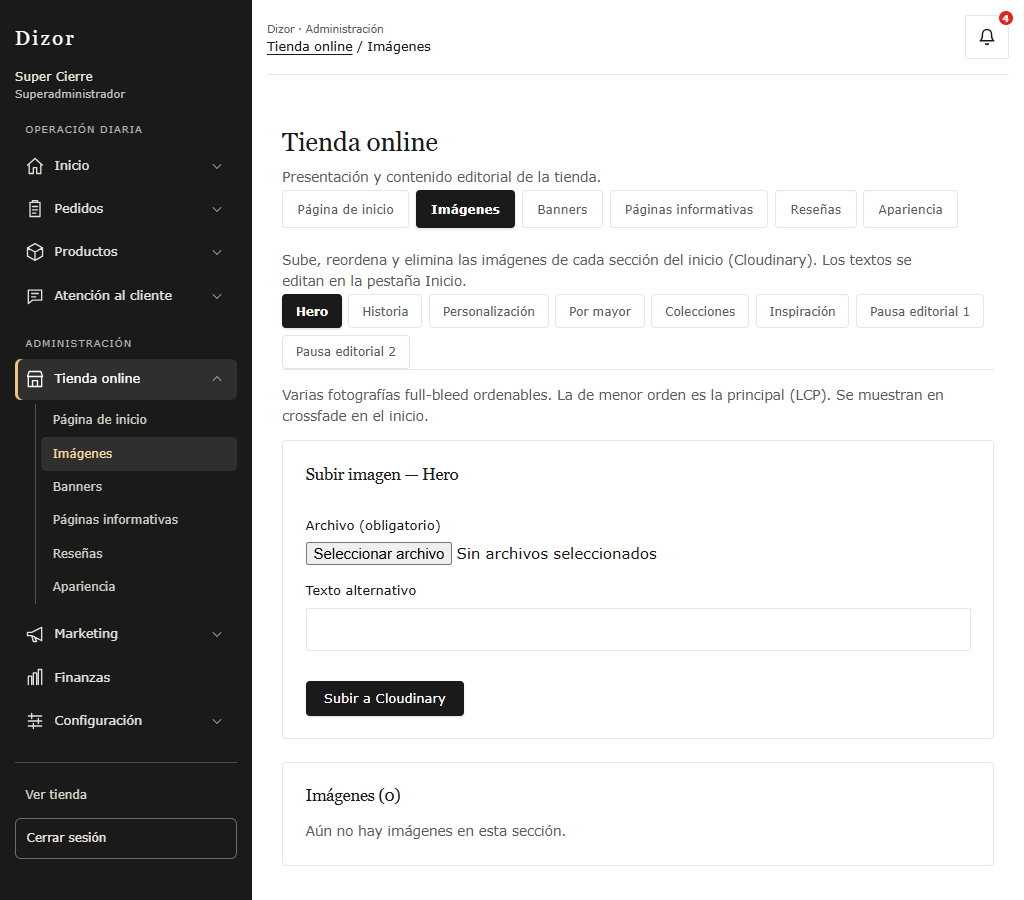 Dizor
Super Cierre
Superadministrador
OPERACIÓN DIARIA
Inicio
Pedidos
Productos
Atención al cliente
ADMINISTRACIÓN
Tienda online
Página de inicio
Imágenes
Banners
Páginas informativas
Reseñas
Apariencia
Marketing
Finanzas
Configuración
Ver tienda
Cerrar sesión
Dizor · Administración
Tienda online / Imágenes
4
Tienda online
Presentación y contenido editorial de la tienda.
Página de inicio Imágenes Banners Páginas informativas Reseñas Apariencia
Sube, reordena y elimina las imágenes de cada sección del inicio (Cloudinary). Los textos se
editan en la pestaña Inicio.
Hero Historia Personalización Por mayor Colecciones Inspiración Pausa editorial 1
Pausa editorial 2
Varias fotografías full-bleed ordenables. La de menor orden es la principal (LCP). Se muestran en
crossfade en el inicio.
Subir imagen — Hero
Archivo (obligatorio)
Seleccionar archivo Sin archivos seleccionados
Texto alternativo
Subir a Cloudinary
Imágenes (0)
Aún no hay imágenes en esta sección.